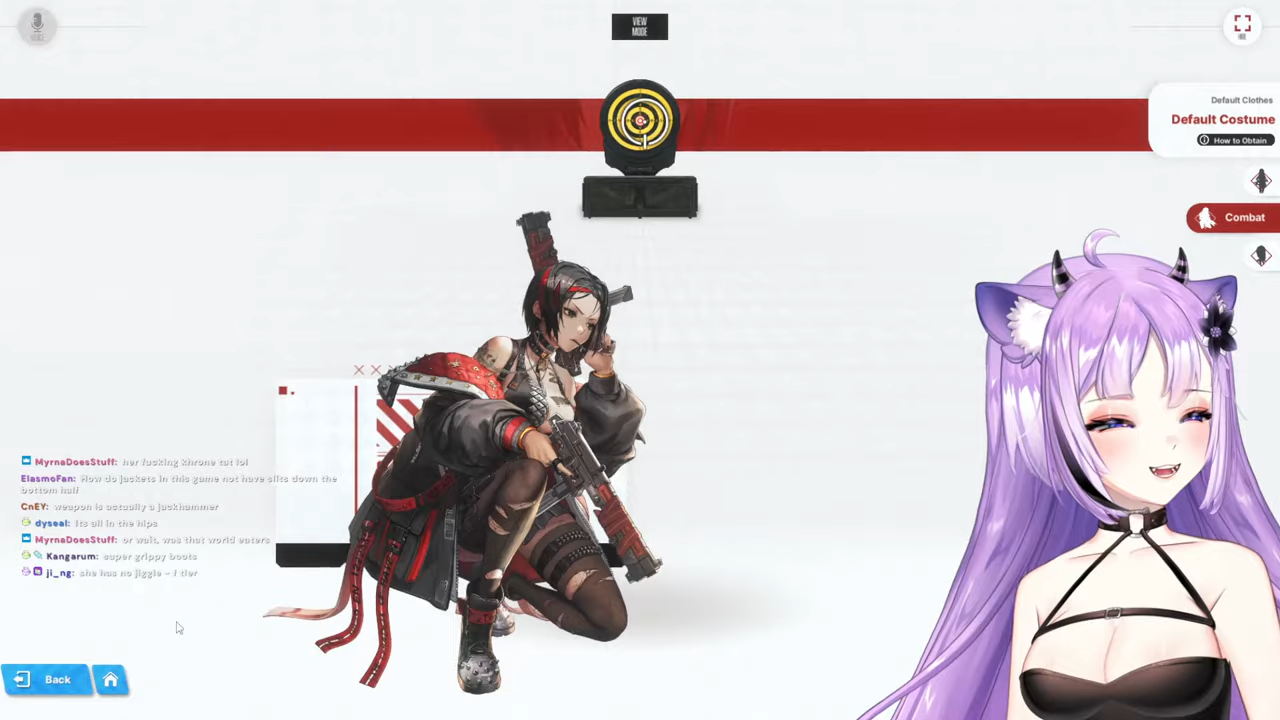 VIEW
MODE
Default Clothes
Default Costume
How to Obtain
Combat
MyrnaDoesStuff: her fucking khrone tat lol
ElasmoFan: How do jackets in this game not have slits down the
bottom half
CnEY: weapon is actually a jackhammer
dyseal: Its all in the hips
MyrnaDoesStuff: or wait, was that world eaters
Kangarum: super grippy boots
ji_ng: she has no jiggle - f tier
Back